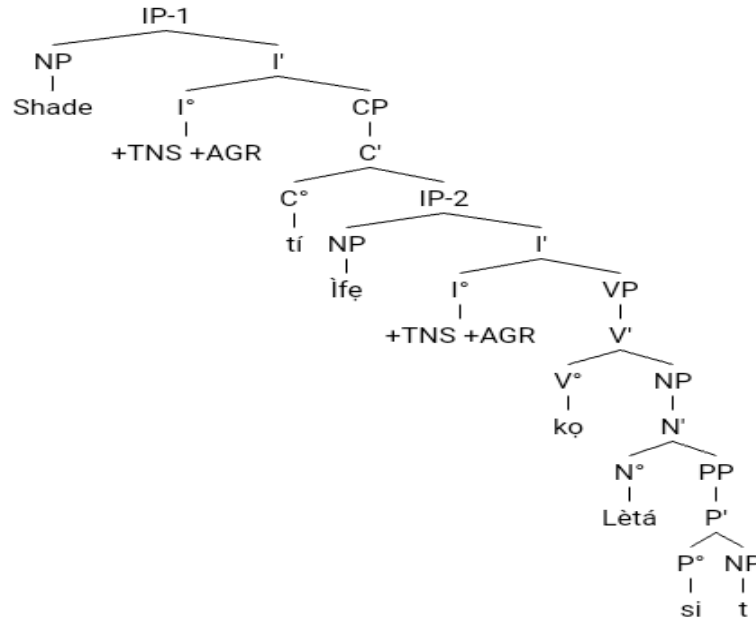 IP-1
NP I'
Shade I° CP
+TNS +AGR C'
C° IP-2
tí NP I'
Ìfẹ I° VP
+TNS +AGR V'
V° NP
kọ N'
N° PP
Lètá P'
P° NP
si t